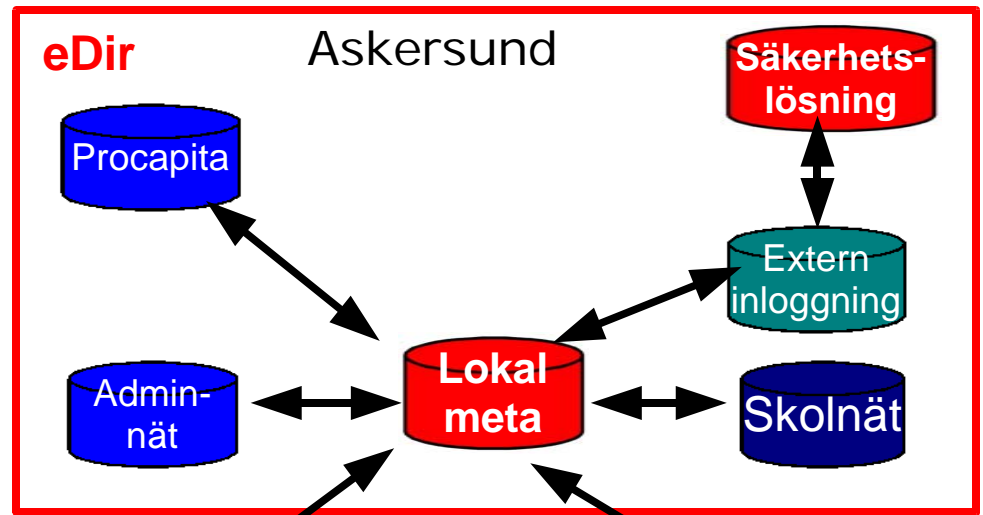 eDir
Askersund
Säkerhets-
lösning
Procapita
Extern
inloggning
Lokal
meta
Admin-
nät
Skolnät